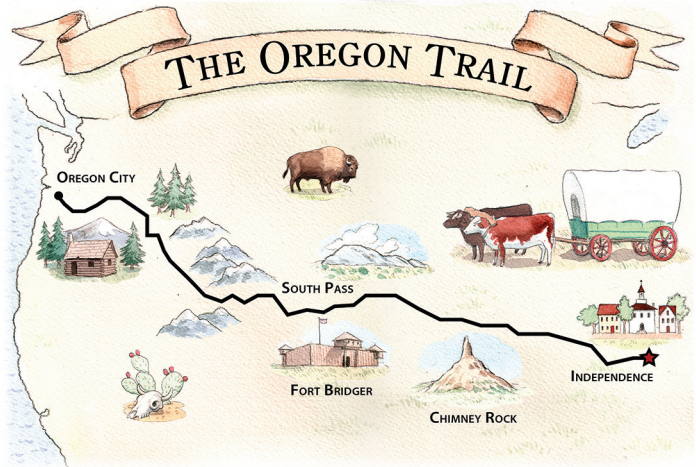 The Oregon Trail
Oregon City
South Pass
Fort Bridger
Independence
Chimney Rock